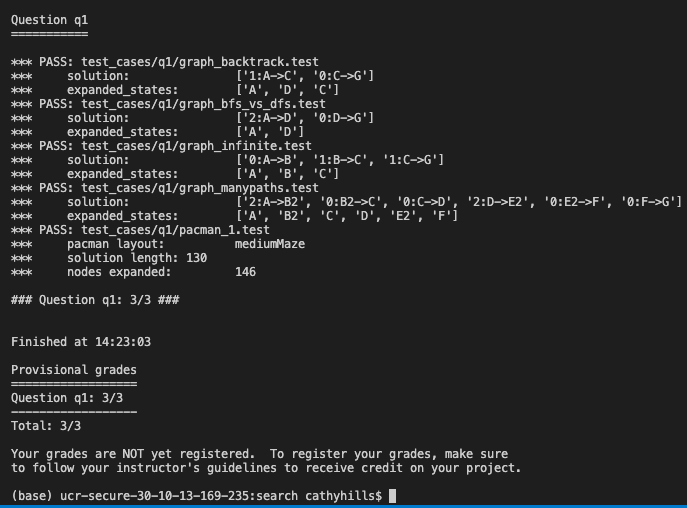 Question q1
===========
*** PASS: test_cases/q1/graph_backtrack.test
***     solution:               ['1:A->C', '0:C->G']
***     expanded_states:        ['A', 'D', 'C']
*** PASS: test_cases/q1/graph_bfs_vs_dfs.test
***     solution:               ['2:A->D', '0:D->G']
***     expanded_states:        ['A', 'D']
*** PASS: test_cases/q1/graph_infinite.test
***     solution:               ['0:A->B', '1:B->C', '1:C->G']
***     expanded_states:        ['A', 'B', 'C']
*** PASS: test_cases/q1/graph_manypaths.test
***     solution:               ['2:A->B2', '0:B2->C', '0:C->D', '2:D->E2', '0:E2->F', '0:F->G']
***     expanded_states:        ['A', 'B2', 'C', 'D', 'E2', 'F']
*** PASS: test_cases/q1/pacman_1.test
***     pacman layout:          mediumMaze
***     solution length: 130
***     nodes expanded:         146
### Question q1: 3/3 ###
Finished at 14:23:03
Provisional grades
==================
Question q1: 3/3
------------------
Total: 3/3
Your grades are NOT yet registered.  To register your grades, make sure
to follow your instructor's guidelines to receive credit on your project.
(base) ucr-secure-30-10-13-169-235:search cathyhills$